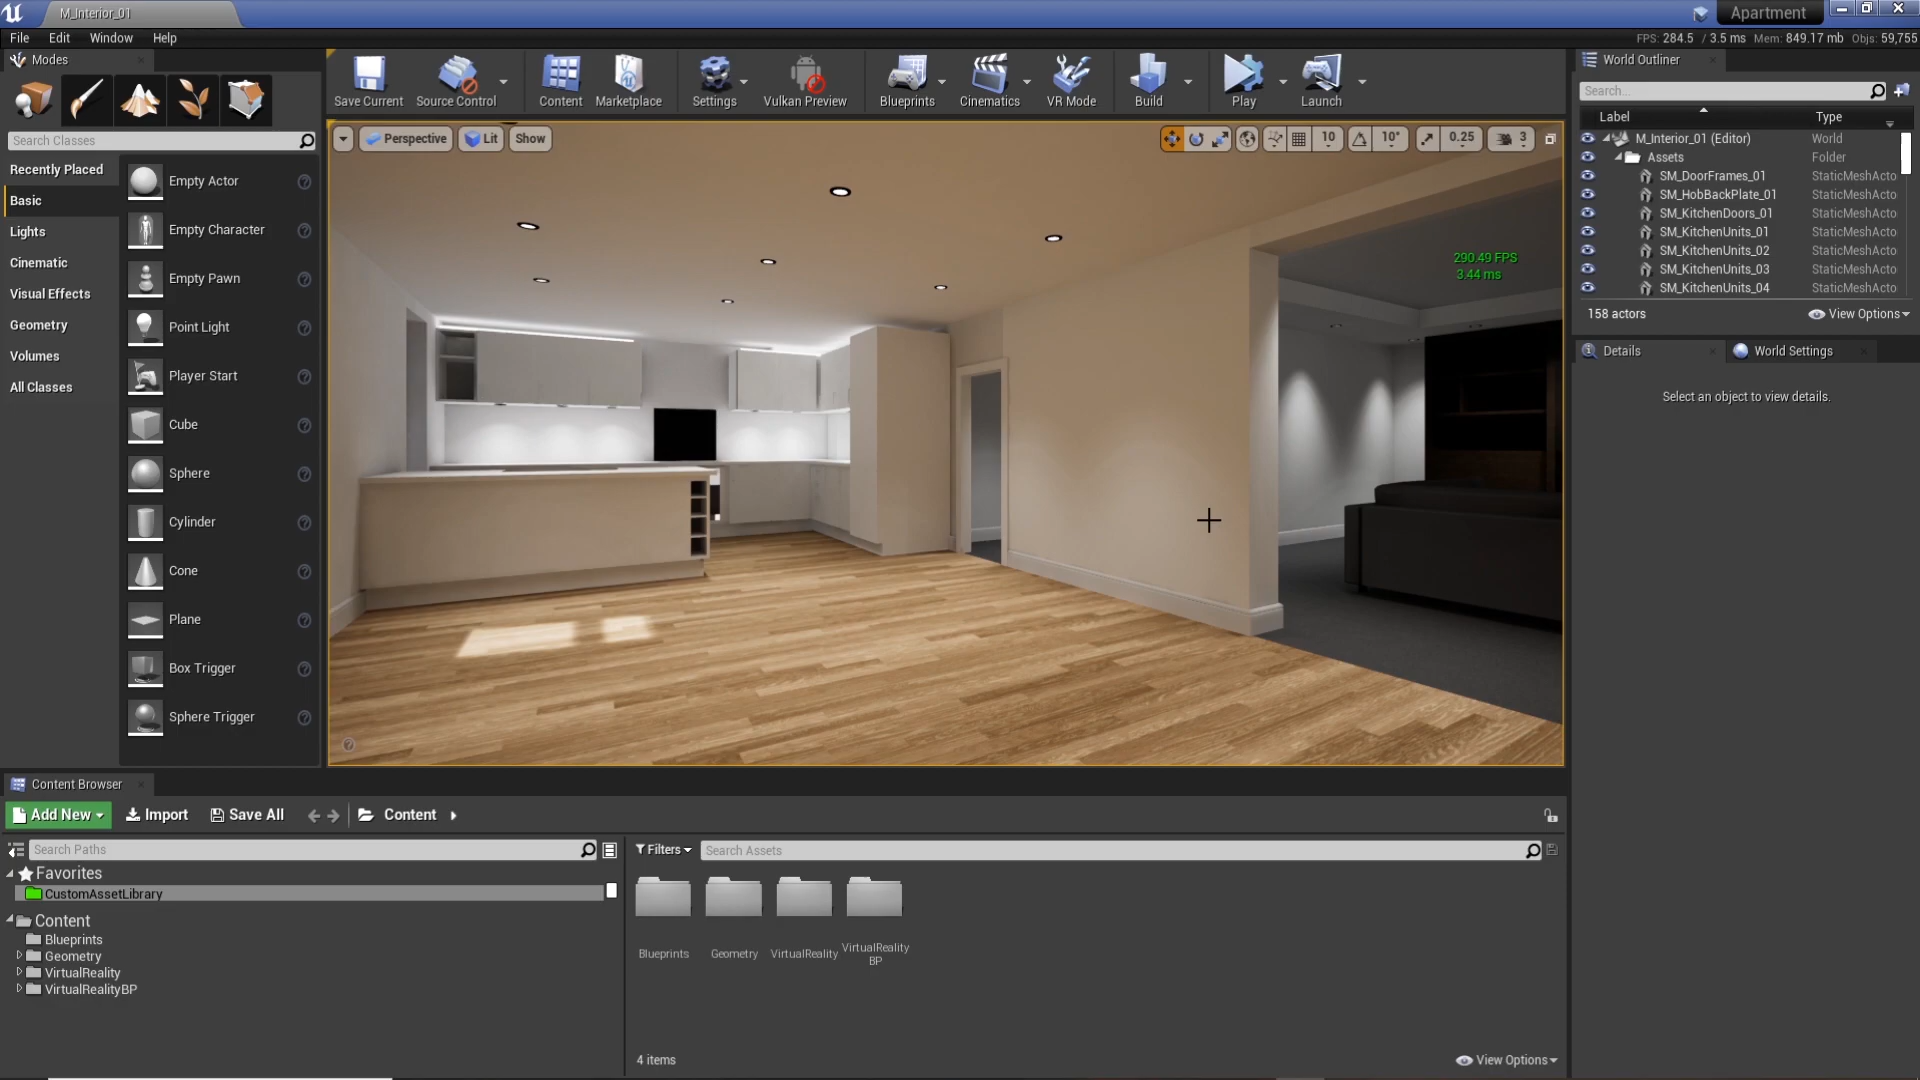 M_Interior_01
Apartment
File Edit Window Help
FPS: 284.5 / 3.5 ms Mem: 849.17 mb Objs: 59,755
Modes
Search Classes
Recently Placed
Basic
Lights
Cinematic
Visual Effects
Geometry
Volumes
All Classes
Empty Actor
Empty Character
Empty Pawn
Point Light
Player Start
Cube
Sphere
Cylinder
Cone
Plane
Box Trigger
Sphere Trigger
Save Current Source Control Content Marketplace Settings Vulkan Preview Blueprints Cinematics VR Mode Build Play Launch
Perspective Lit Show
10 10° 0.25 3
290.49 FPS
3.44 ms
World Outliner
Search...
Label Type
M_Interior_01 (Editor) World
Assets Folder
SM_DoorFrames_01 StaticMeshActo
SM_HobBackPlate_01 StaticMeshActo
SM_KitchenDoors_01 StaticMeshActo
SM_KitchenUnits_01 StaticMeshActo
SM_KitchenUnits_02 StaticMeshActo
SM_KitchenUnits_03 StaticMeshActo
SM_KitchenUnits_04 StaticMeshActo
158 actors View Options
Details World Settings
Select an object to view details.
Content Browser
Add New Import Save All Content
Search Paths
Favorites
CustomAssetLibrary
Content
Blueprints
Geometry
VirtualReality
VirtualRealityBP
Filters Search Assets
Blueprints Geometry VirtualReality VirtualReality
BP
4 items View Options